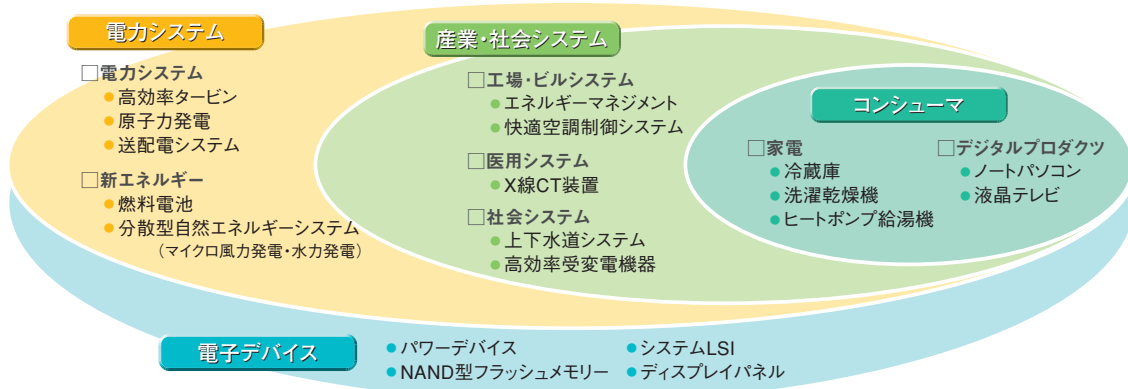 電力システム
□電力システム
●高効率タービン
●原子力発電
●送配電システム
□新エネルギー
●燃料電池
●分散型自然エネルギーシステム
（マイクロ風力発電・水力発電）
産業・社会システム
□工場・ビルシステム
●エネルギーマネジメント
●快適空調制御システム
□医用システム
●X線CT装置
□社会システム
●上下水道システム
●高効率受変電機器
コンシューマ
□家電
●冷蔵庫
●洗濯乾燥機
●ヒートポンプ給湯機
□デジタルプロダクツ
●ノートパソコン
●液晶テレビ
電子デバイス
●パワーデバイス
●NAND型フラッシュメモリー
●システムLSI
●ディスプレイパネル